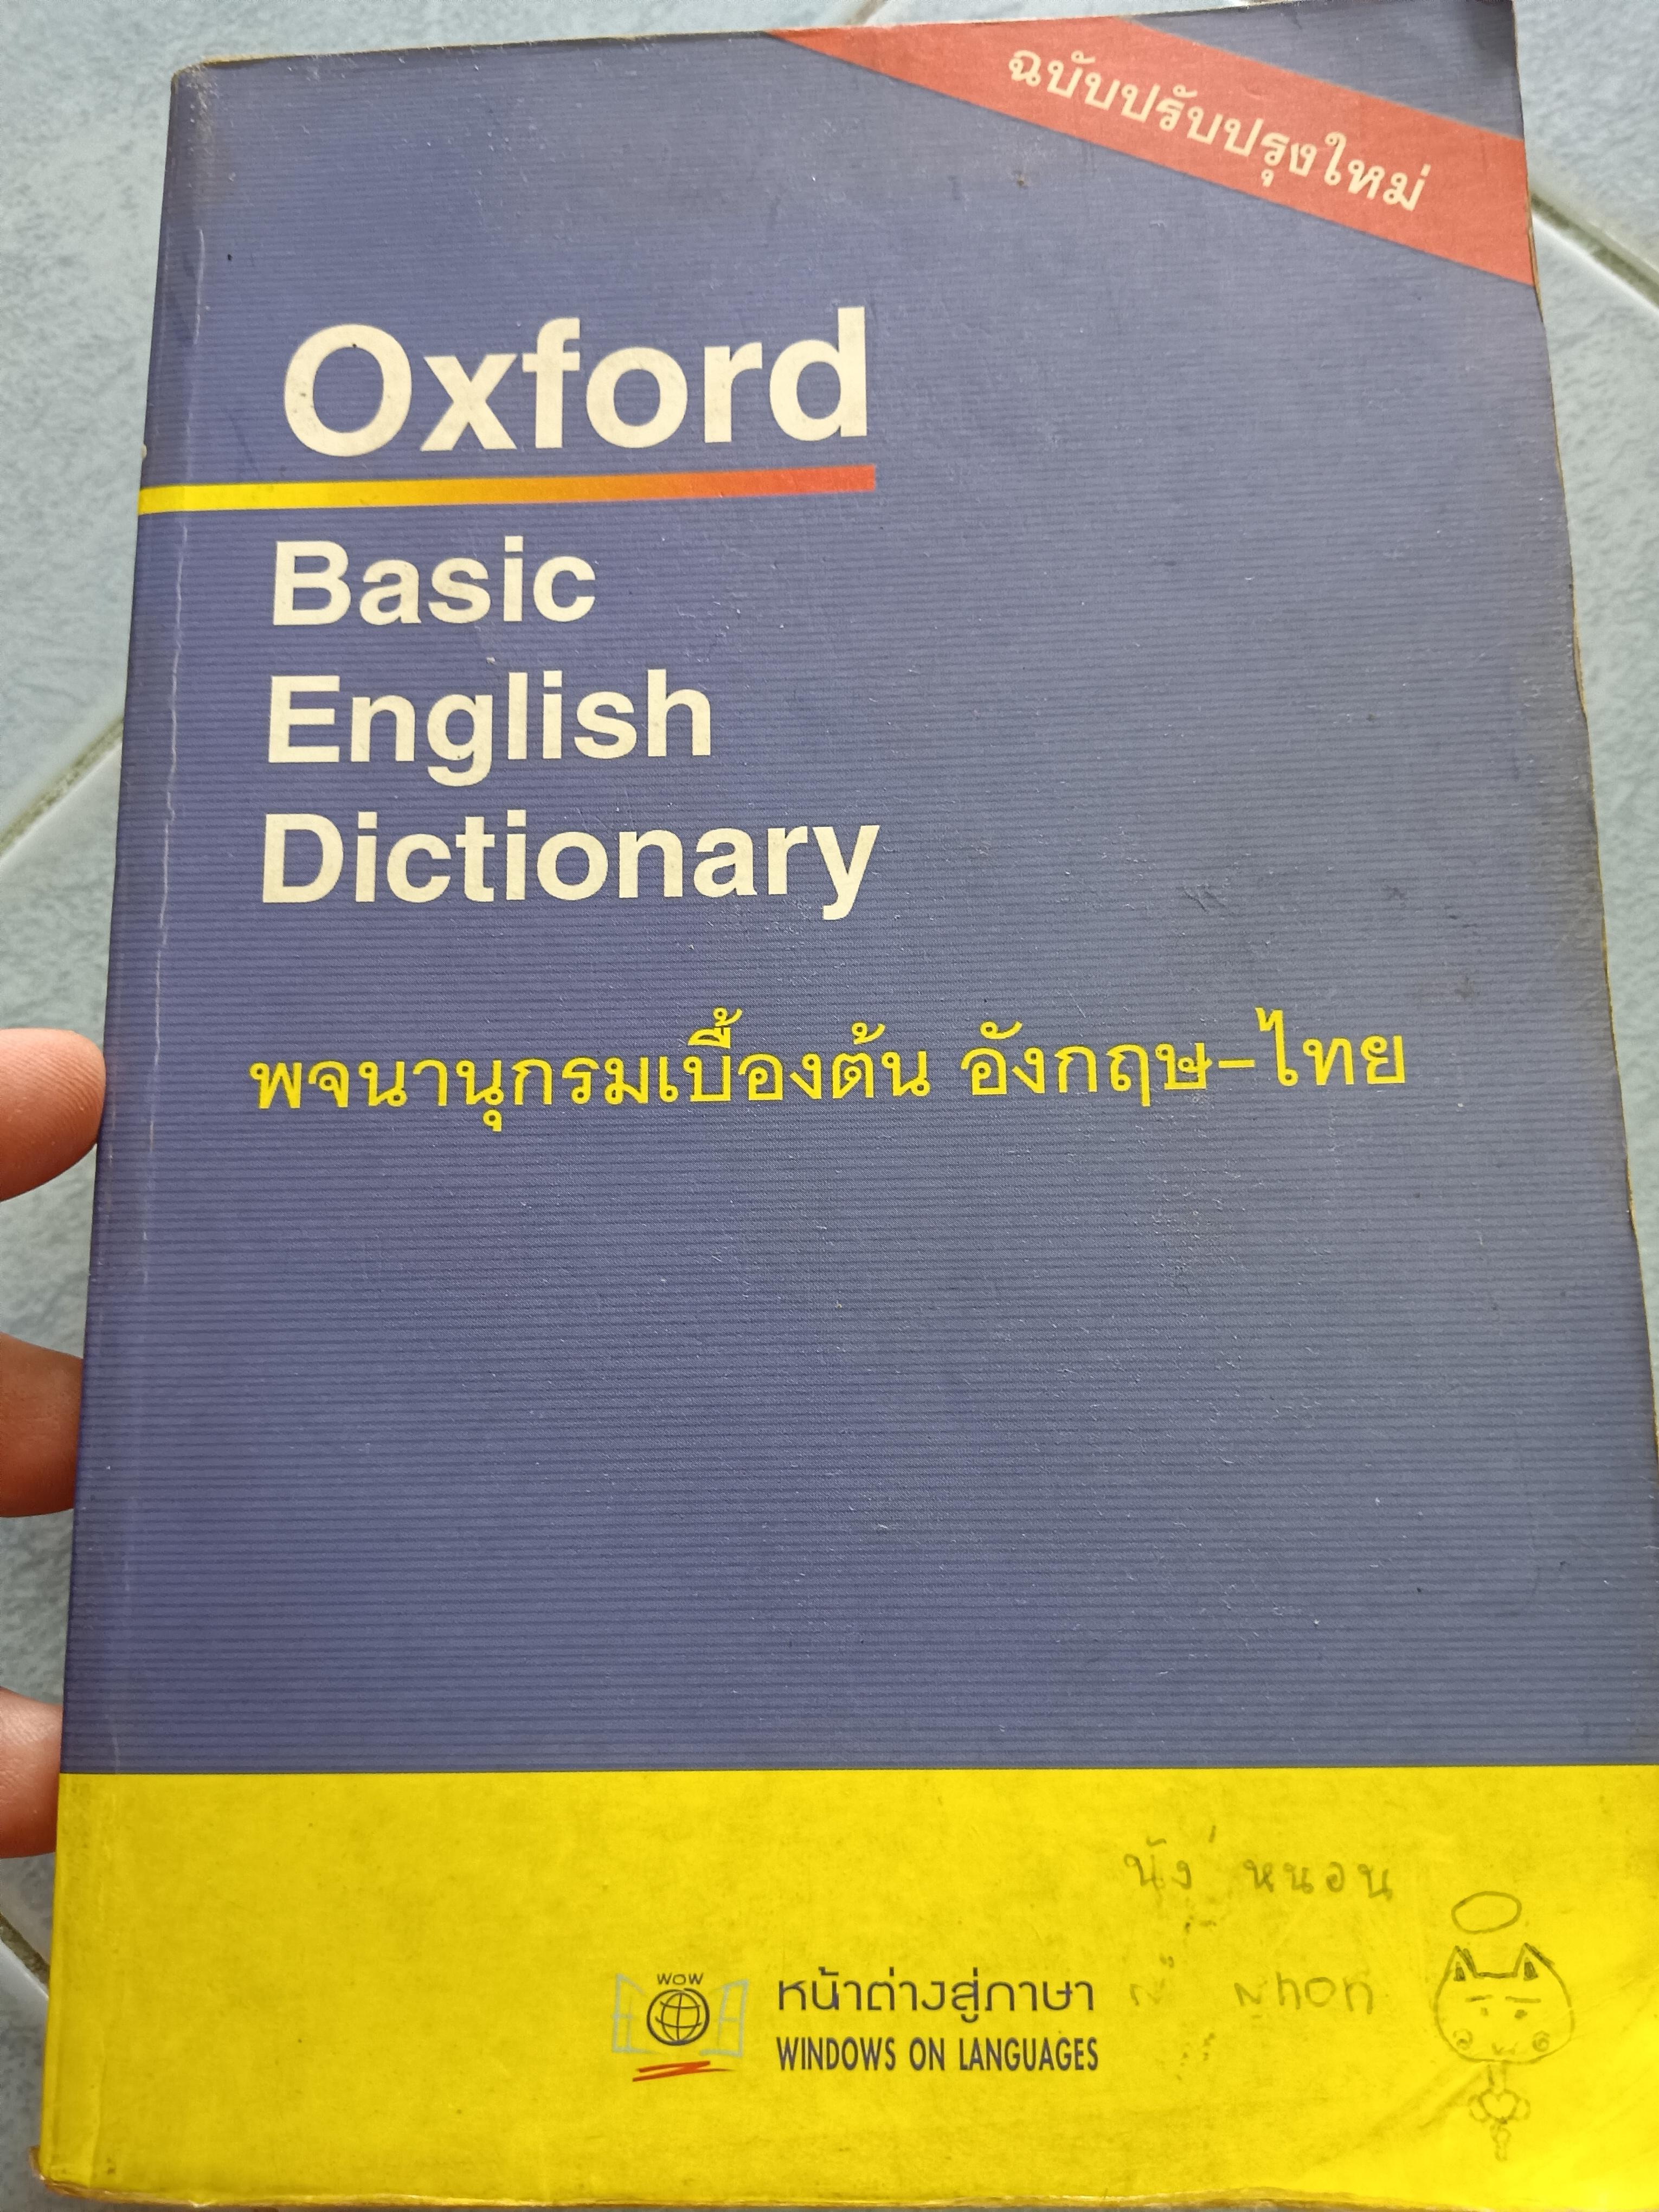 ฉบับปรับปรุงใหม่
Oxford
Basic
English
Dictionary
พจนานุกรมเบื้องต้น อังกฤษ-ไทย
หนอน
Nhon
WOW
หน้าต่างสู่ภาษา
WINDOWS ON LANGUAGES